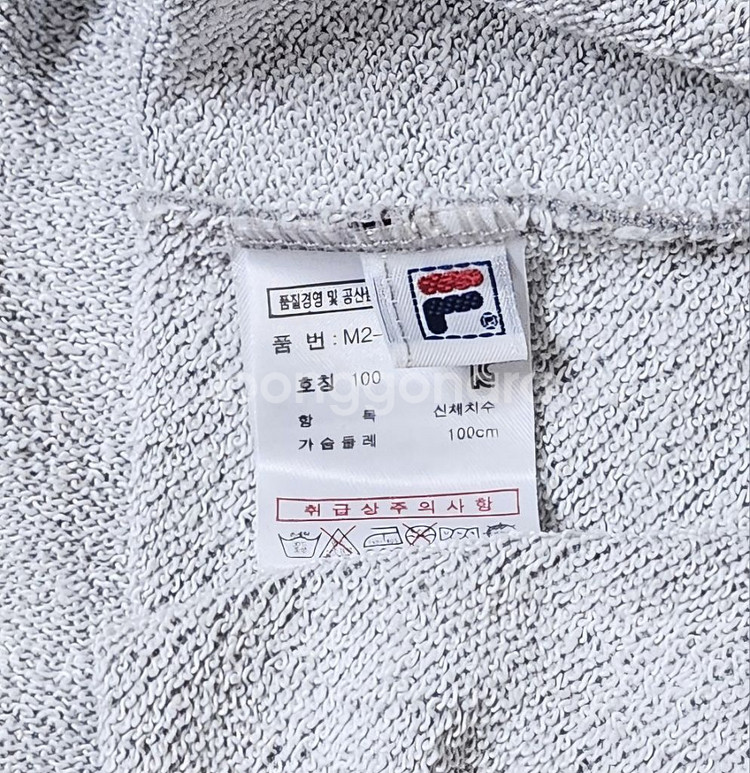 품질경영 및 공산
품 번 : M2-
호칭 100
항 목 신체치수
가슴둘레 100cm
취급상주의사항